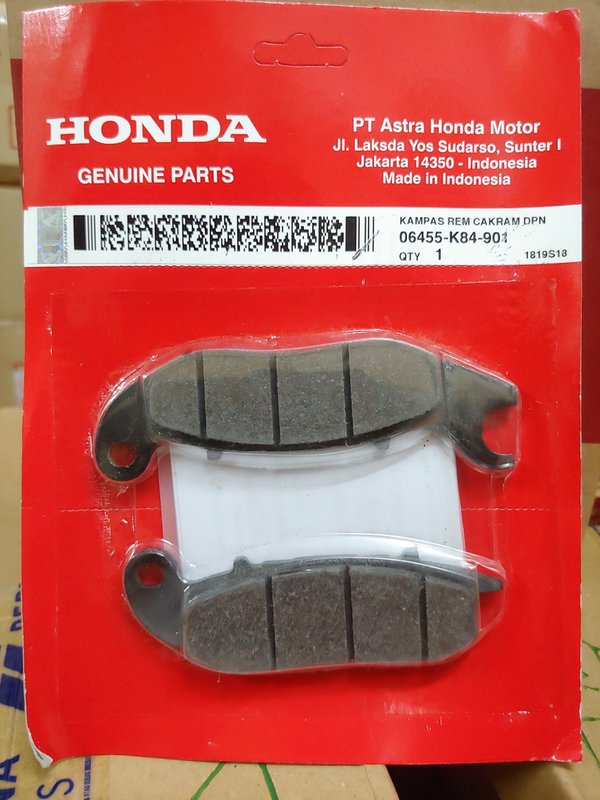 HONDA
GENUINE PARTS
PT Astra Honda Motor
Jl. Laksda Yos Sudarso, Sunter I
Jakarta 14350 - Indonesia
Made in Indonesia
KAMPAS REM CAKRAM DPN
06455-K84-901
QTY 1
1819S18